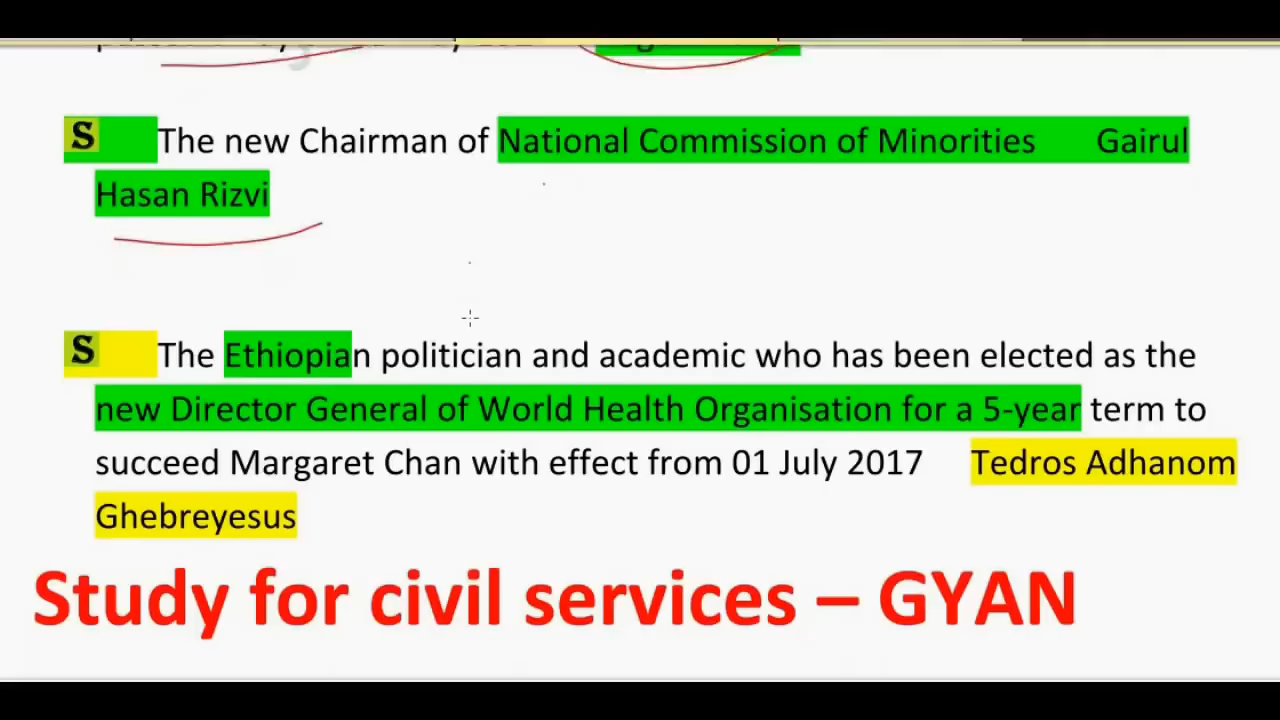 S The new Chairman of National Commission of Minorities Gairul
Hasan Rizvi
S The Ethiopian politician and academic who has been elected as the
new Director General of World Health Organisation for a 5-year term to
succeed Margaret Chan with effect from 01 July 2017 Tedros Adhanom
Ghebreyesus
Study for civil services – GYAN